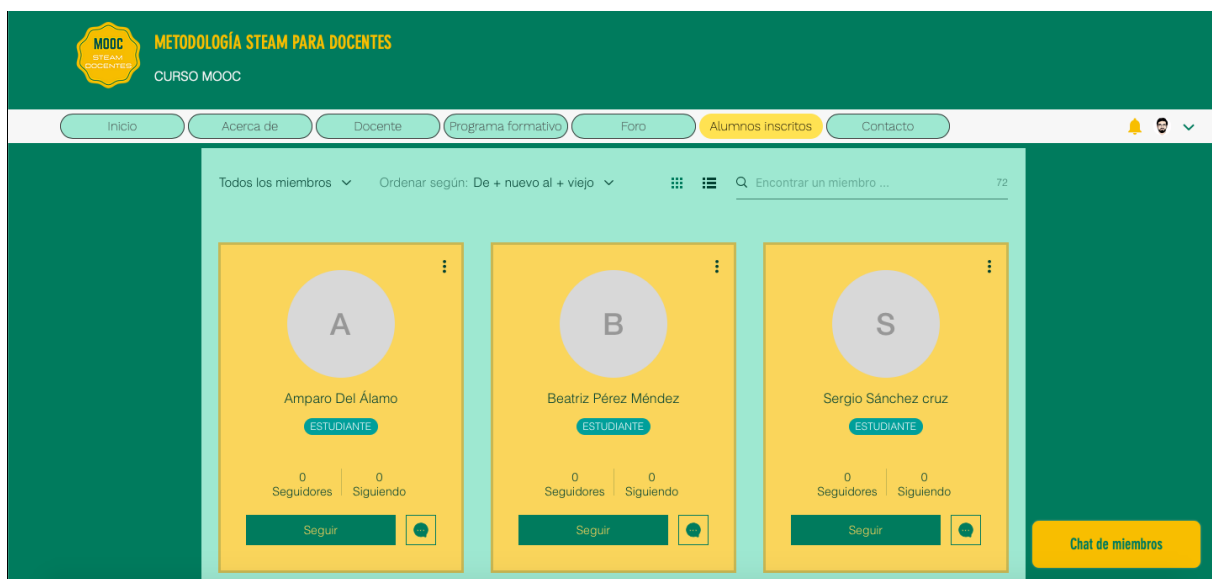 MOOC
STEAM
DOCENTES
METODOLOGÍA STEAM PARA DOCENTES
CURSO MOOC
Inicio Acerca de Docente Programa formativo Foro Alumnos inscritos Contacto
Todos los miembros Ordenar según: De + nuevo al + viejo Encontrar un miembro ... 72
A B S
Amparo Del Álamo Beatriz Pérez Méndez Sergio Sánchez cruz
ESTUDIANTE ESTUDIANTE ESTUDIANTE
0 0 0 0 0 0
Seguidores Siguiendo Seguidores Siguiendo Seguidores Siguiendo
Seguir Seguir Seguir
Chat de miembros